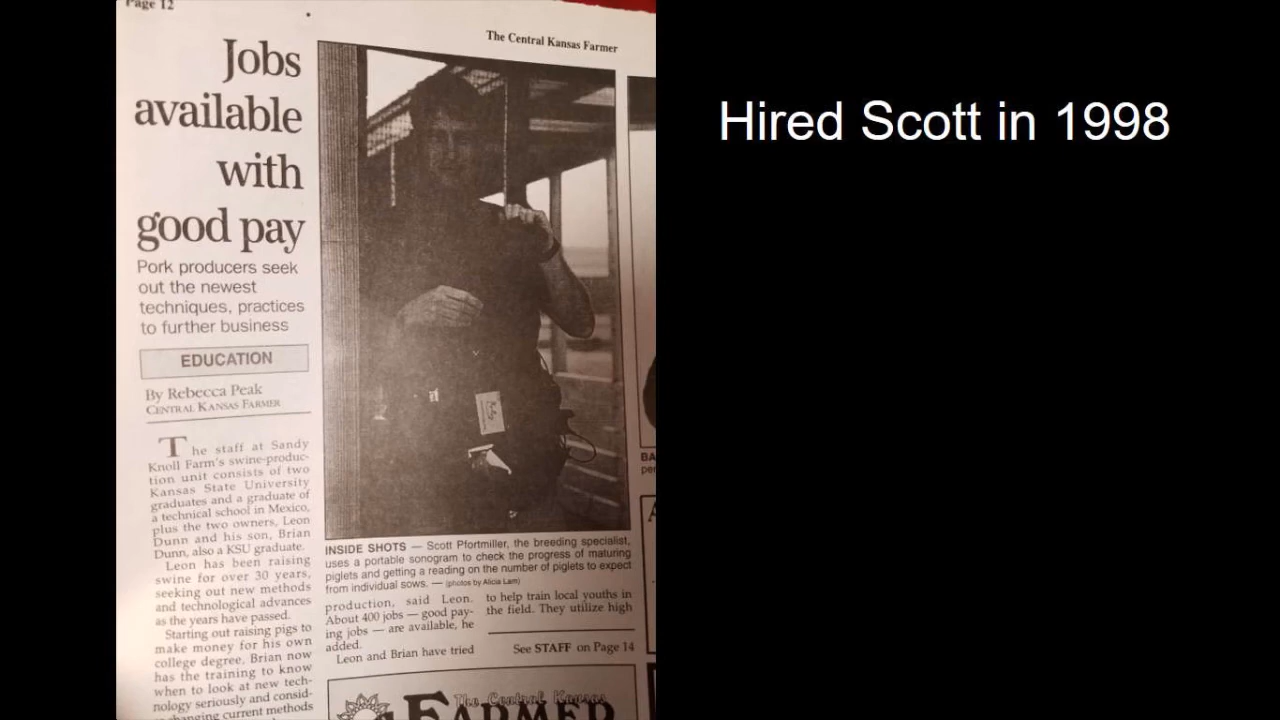 Page 12
The Central Kansas Farmer
Jobs
available
with
good pay
Pork producers seek
out the newest
techniques, practices
to further business
EDUCATION
By Rebecca Peak
CENTRAL KANSAS FARMER
The staff at Sandy
Knoll Farm's swine-produc-
tion unit consists of two
Kansas State University
graduates and a graduate of
a technical school in Mexico,
plus the two owners, Leon
Dunn and his son, Brian
Dunn, also a KSU graduate.
Leon has been raising
swine for over 30 years,
seeking out new methods
and technological advances
as the years have passed.
Starting out raising pigs to
make money for his own
college degree, Brian now
has the training to know
when to look at new tech-
nology seriously and consid-
changing current methods
INSIDE SHOTS — Scott Pfortmiller, the breeding specialist,
uses a portable sonogram to check the progress of maturing
piglets and getting a reading on the number of piglets to expect
from individual sows. — (photos by Alicia Lam)
production, said Leon.
About 400 jobs — good pay-
ing jobs — are available, he
added.
Leon and Brian have tried
to help train local youths in
the field. They utilize high
See STAFF on Page 14
The Central Kansas
FARMER
BA
per
A
Hired Scott in 1998